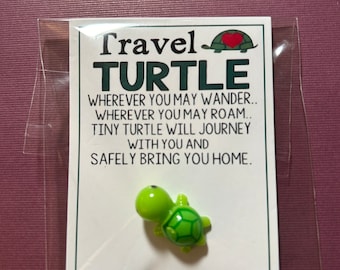 Travel
TURTLE
WHEREVER YOU MAY WANDER..
WHEREVER YOU MAY ROAM..
TINY TURTLE WILL JOURNEY
WITH YOU AND
SAFELY BRING YOU HOME.